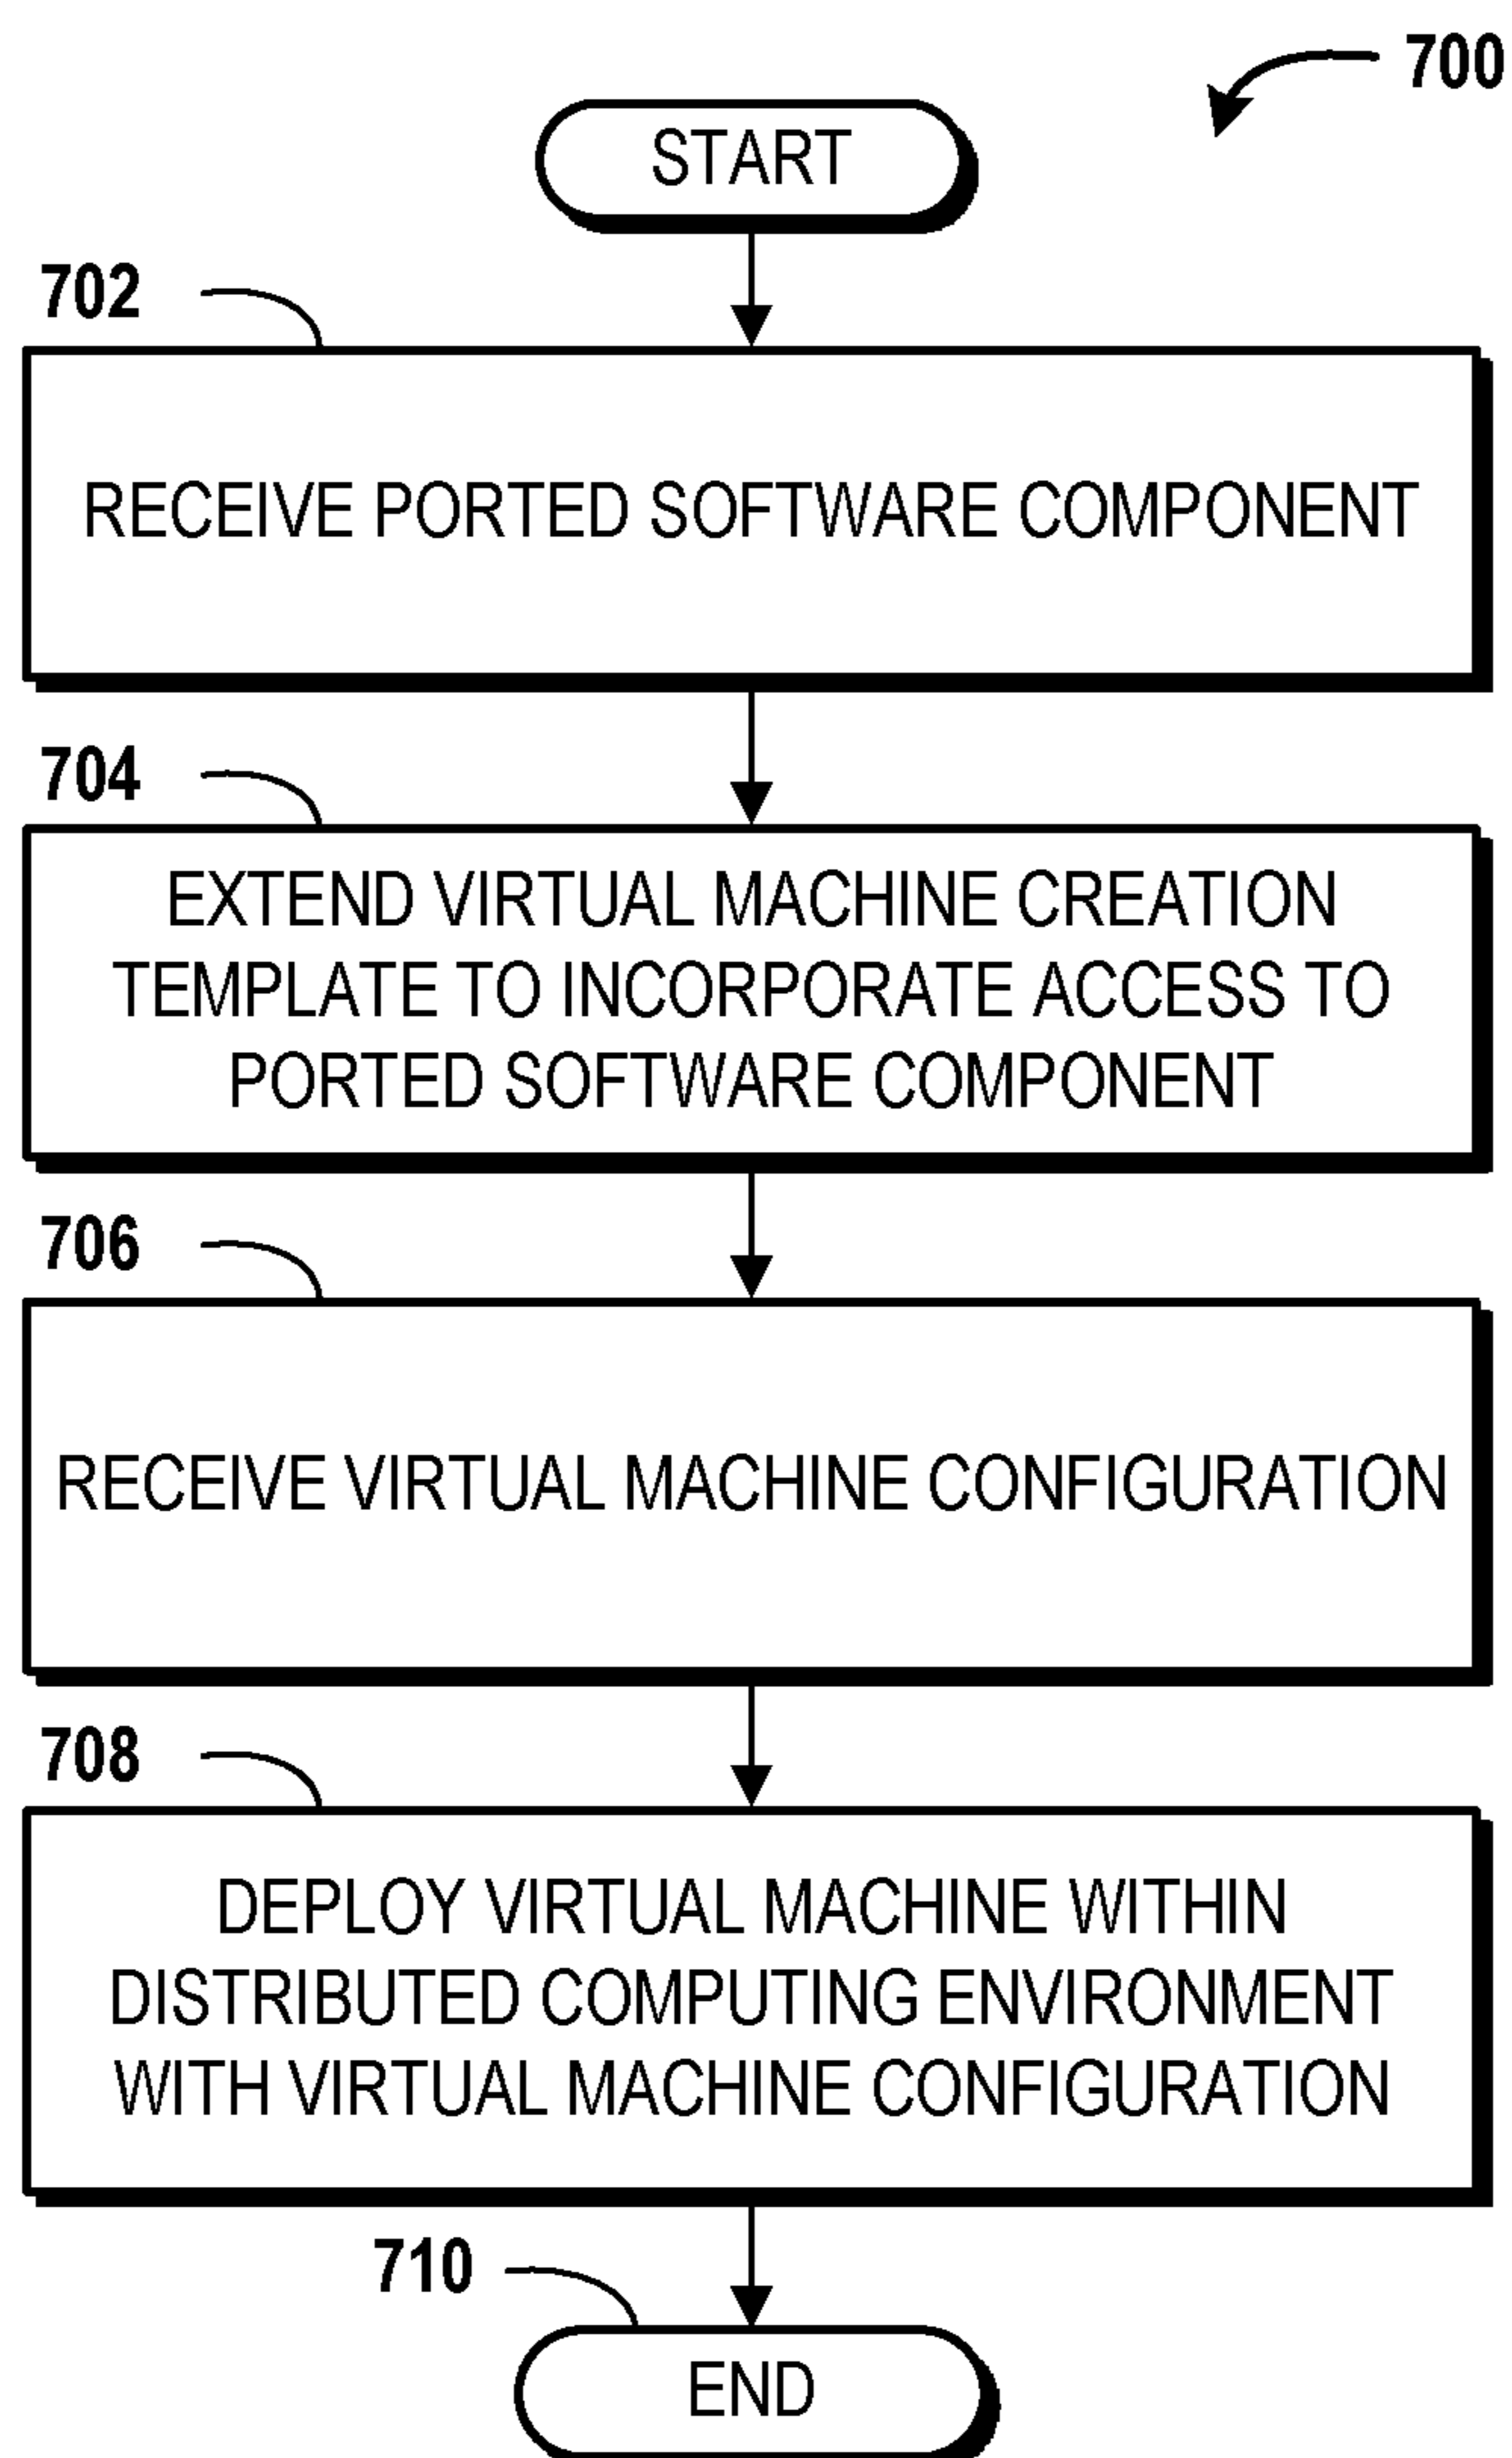 700
START
702
RECEIVE PORTED SOFTWARE COMPONENT
704
EXTEND VIRTUAL MACHINE CREATION
TEMPLATE TO INCORPORATE ACCESS TO
PORTED SOFTWARE COMPONENT
706
RECEIVE VIRTUAL MACHINE CONFIGURATION
708
DEPLOY VIRTUAL MACHINE WITHIN
DISTRIBUTED COMPUTING ENVIRONMENT
WITH VIRTUAL MACHINE CONFIGURATION
710
END